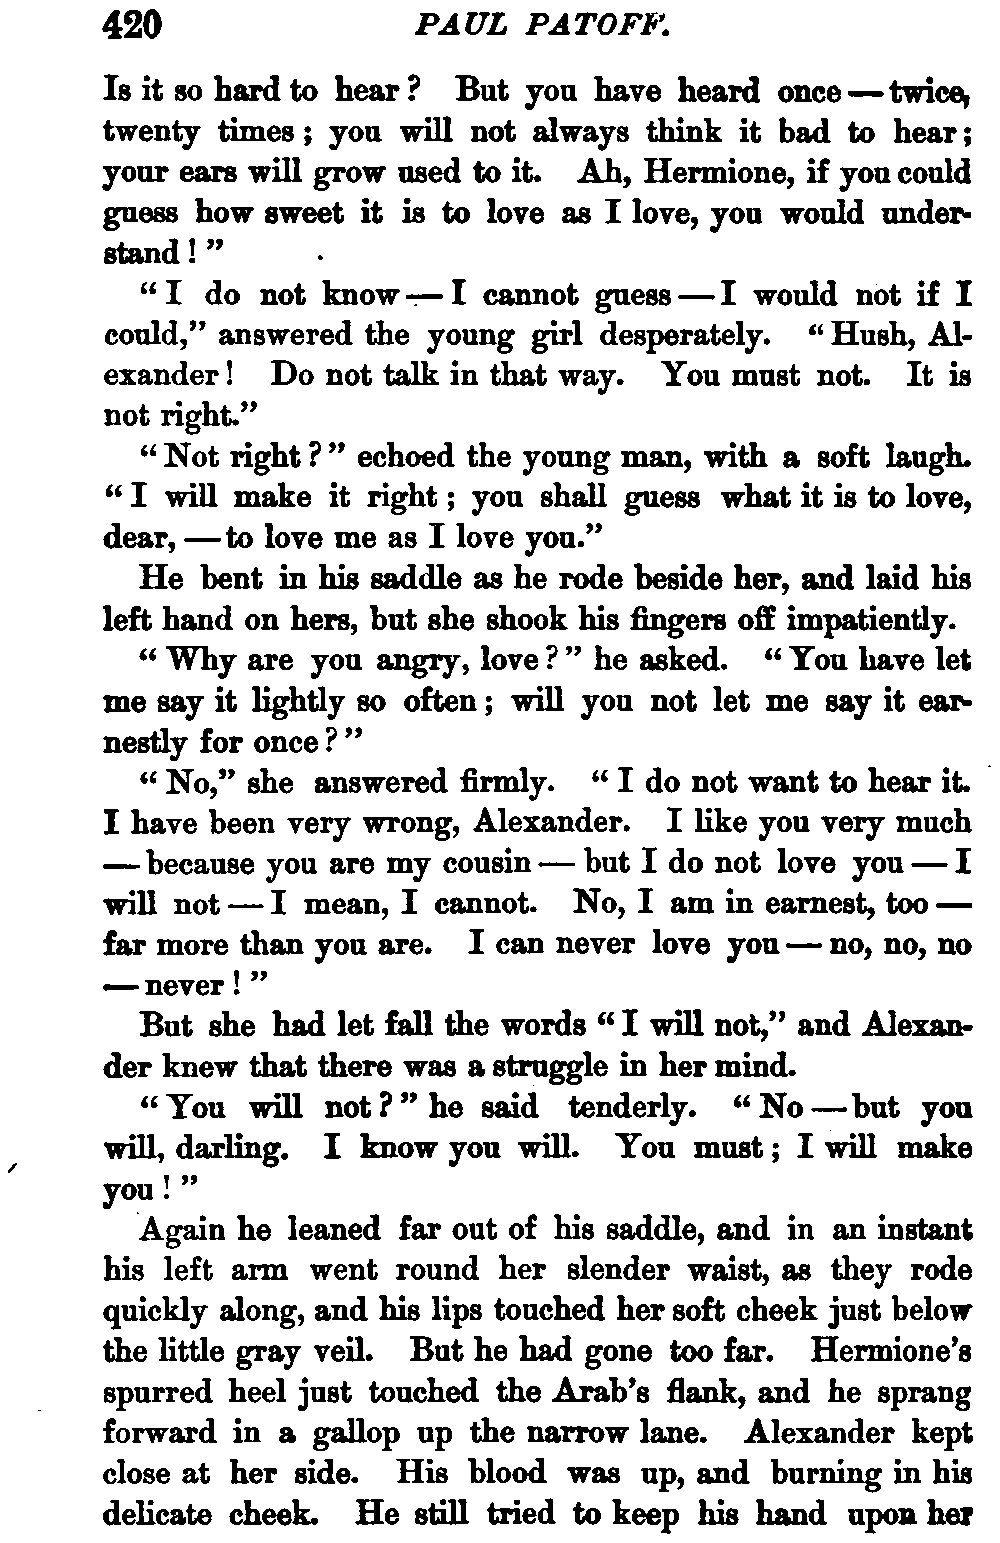 420 PAUL PATOFF.
Is it so hard to hear? But you have heard once — twice,
twenty times; you will not always think it bad to hear;
your ears will grow used to it. Ah, Hermione, if you could
guess how sweet it is to love as I love, you would under-
stand!"
"I do not know — I cannot guess — I would not if I
could," answered the young girl desperately. "Hush, Al-
exander! Do not talk in that way. You must not. It is
not right."
"Not right?" echoed the young man, with a soft laugh.
"I will make it right; you shall guess what it is to love,
dear, — to love me as I love you."
He bent in his saddle as he rode beside her, and laid his
left hand on hers, but she shook his fingers off impatiently.
"Why are you angry, love?" he asked. "You have let
me say it lightly so often; will you not let me say it ear-
nestly for once?"
"No," she answered firmly. "I do not want to hear it.
I have been very wrong, Alexander. I like you very much
— because you are my cousin — but I do not love you — I
will not — I mean, I cannot. No, I am in earnest, too —
far more than you are. I can never love you — no, no, no
— never!"
But she had let fall the words "I will not," and Alexan-
der knew that there was a struggle in her mind.
"You will not?" he said tenderly. "No — but you
will, darling. I know you will. You must; I will make
you!"
Again he leaned far out of his saddle, and in an instant
his left arm went round her slender waist, as they rode
quickly along, and his lips touched her soft cheek just below
the little gray veil. But he had gone too far. Hermione's
spurred heel just touched the Arab's flank, and he sprang
forward in a gallop up the narrow lane. Alexander kept
close at her side. His blood was up, and burning in his
delicate cheek. He still tried to keep his hand upon her